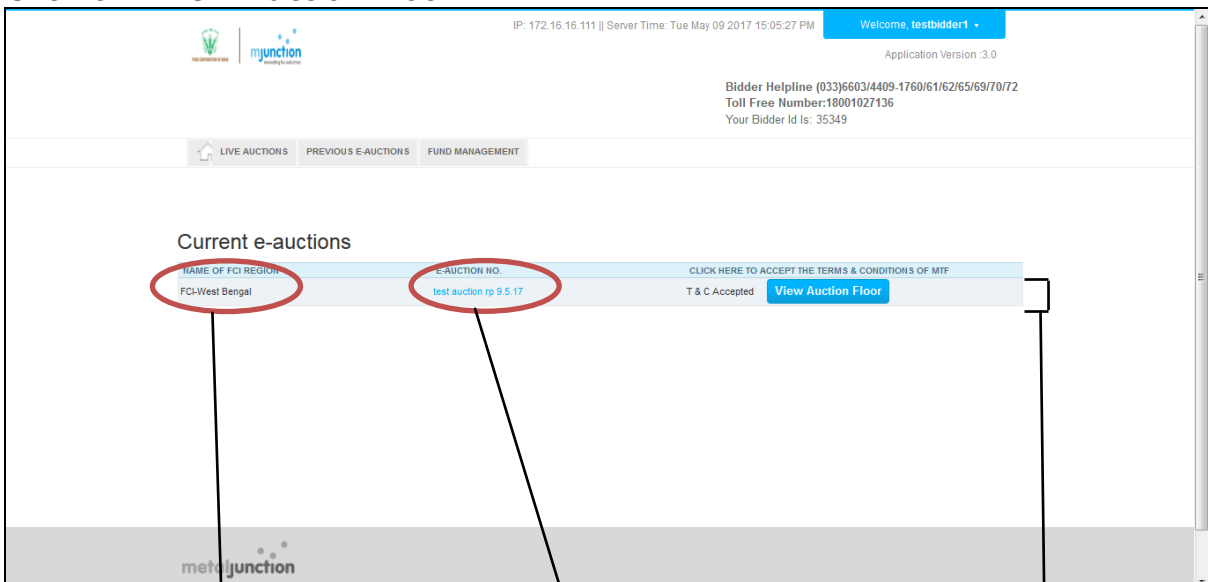 IP: 172.16.16.111 || Server Time: Tue May 09 2017 15:05:27 PM
Welcome, testbidder1
mjunction
Application Version :3.0
Bidder Helpline (033)6603/4409-1760/61/62/65/69/70/72
Toll Free Number:18001027136
Your Bidder Id Is: 35349
LIVE AUCTIONS PREVIOUS E-AUCTIONS FUND MANAGEMENT
Current e-auctions
NAME OF FCI REGION E-AUCTION NO. CLICK HERE TO ACCEPT THE TERMS & CONDITIONS OF MTF
FCI-West Bengal test auction rp 9.5.17 T & C Accepted View Auction Floor
metaljunction